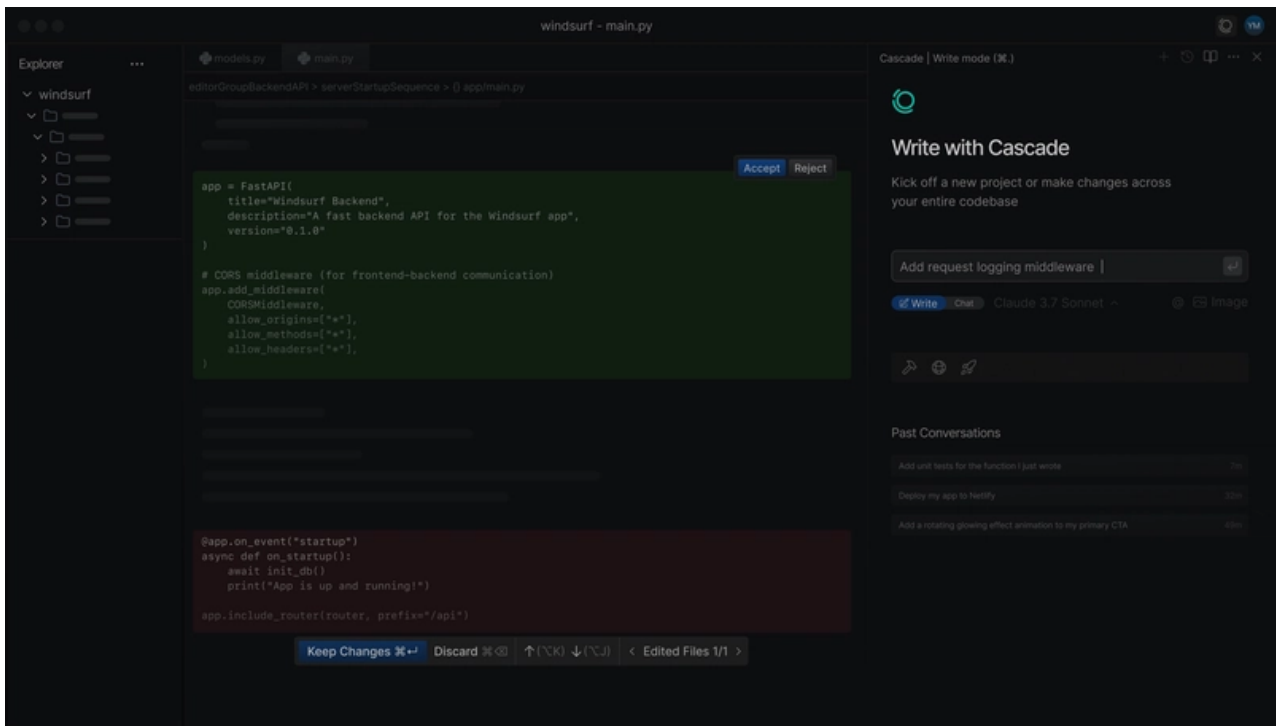 windsurf - main.py
YM
Explorer ...
windsurf
models.py main.py
editorGroupBackendAPI > serverStartupSequence > {} app/main.py
Accept Reject
app = FastAPI(
title="Windsurf Backend",
description="A fast backend API for the Windsurf app",
version="0.1.0"
)
# CORS middleware (for frontend-backend communication)
app.add_middleware(
CORSMiddleware,
allow_origins=["*"],
allow_methods=["*"],
allow_headers=["*"],
)
@app.on_event("startup")
async def on_startup():
await init_db()
print("App is up and running!")
app.include_router(router, prefix="/api")
Keep Changes ⌘↵ Discard ⌘⌫ ↑(⌥K) ↓(⌥J) < Edited Files 1/1 >
Cascade | Write mode (⌘.)
Write with Cascade
Kick off a new project or make changes across
your entire codebase
Add request logging middleware
Write Chat Claude 3.7 Sonnet @ Image
Past Conversations
Add unit tests for the function I just wrote 7m
Deploy my app to Netlify
Add a rotating glowing effect animation to my primary CTA 49m